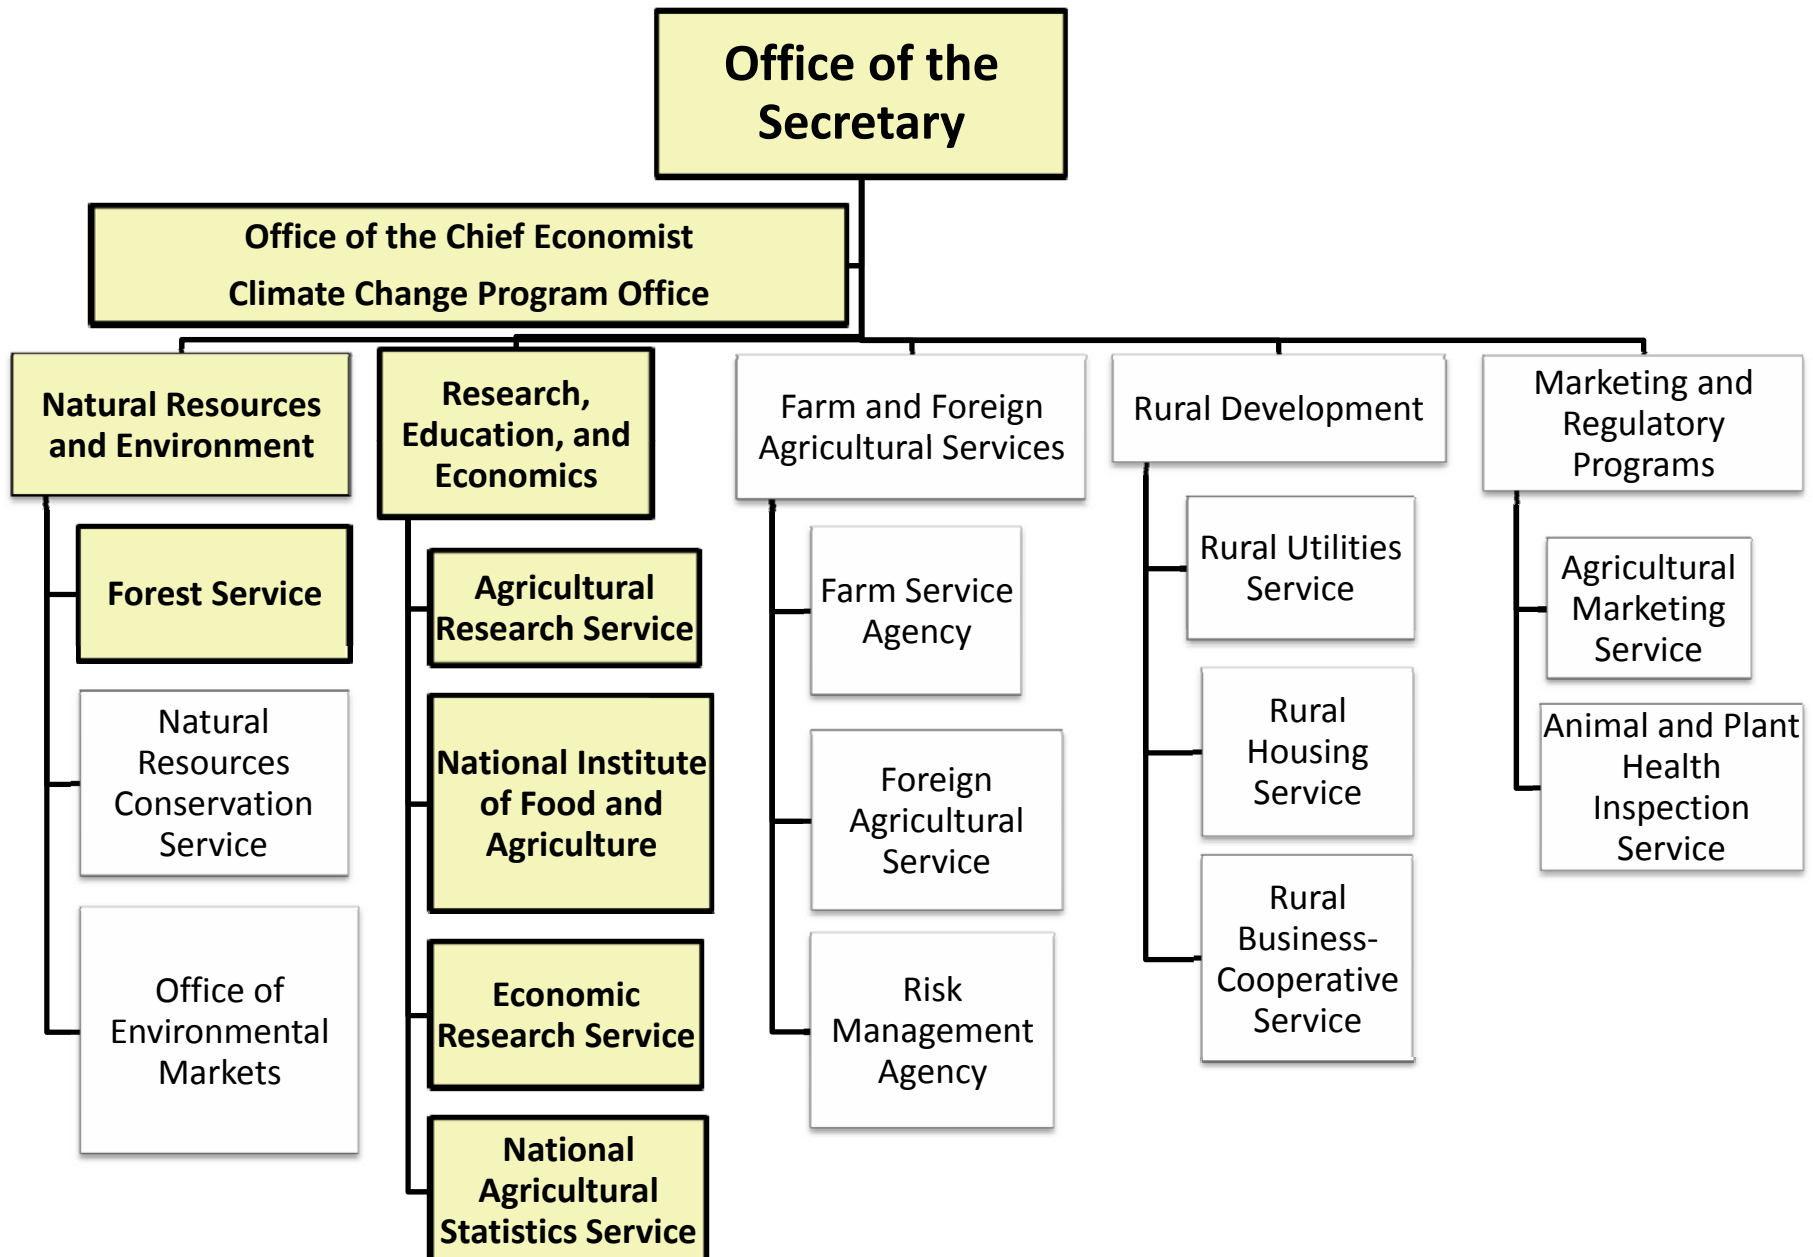 Office of the
Secretary
Office of the Chief Economist
Climate Change Program Office
Natural Resources
and Environment
Forest Service
Natural
Resources
Conservation
Service
Office of
Environmental
Markets
Research,
Education, and
Economics
Agricultural
Research Service
National Institute
of Food and
Agriculture
Economic
Research Service
National
Agricultural
Statistics Service
Farm and Foreign
Agricultural Services
Farm Service
Agency
Foreign
Agricultural
Service
Risk
Management
Agency
Rural Development
Rural Utilities
Service
Rural
Housing
Service
Rural
Business-
Cooperative
Service
Marketing and
Regulatory
Programs
Agricultural
Marketing
Service
Animal and Plant
Health
Inspection
Service